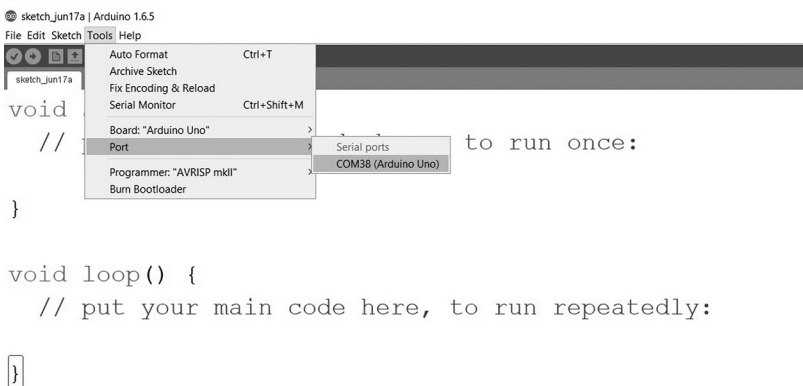 sketch_jun17a | Arduino 1.6.5
File Edit Sketch Tools Help
sketch_jun17a
Auto Format Ctrl+T
Archive Sketch
Fix Encoding & Reload
Serial Monitor Ctrl+Shift+M
Board: "Arduino Uno" >
Port >
Serial ports
COM38 (Arduino Uno)
Programmer: "AVRISP mkII" >
Burn Bootloader
void
// to run once:
}
void loop() {
// put your main code here, to run repeatedly:
}